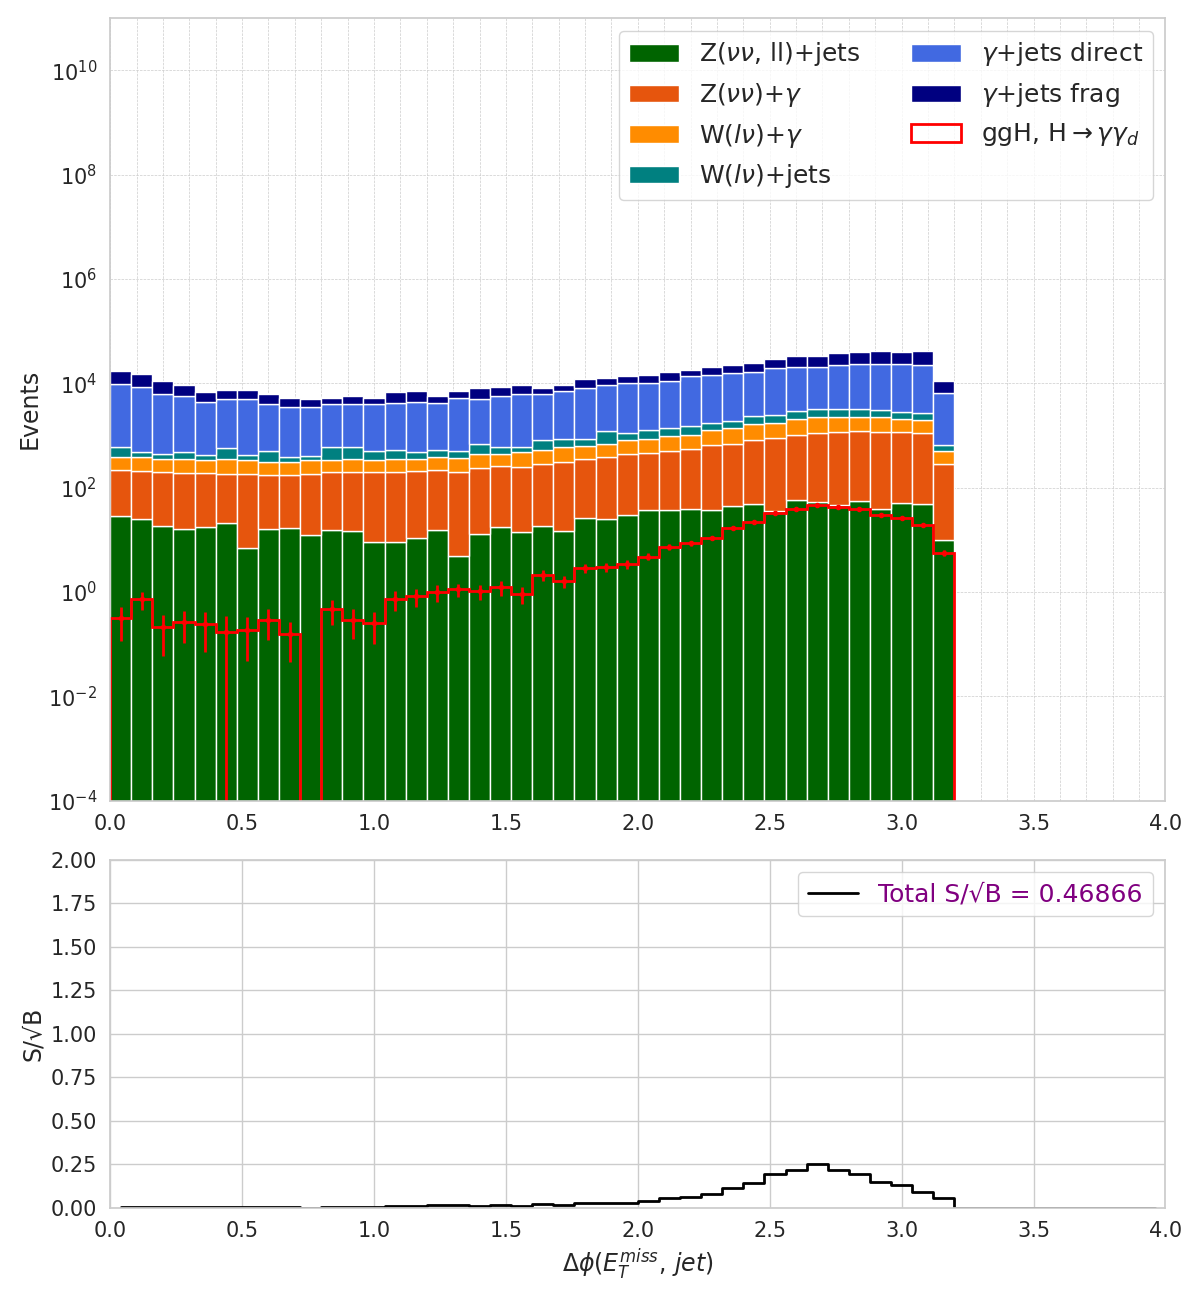 Z(νν, ll)+jets
Z(νν)+γ
W(lν)+γ
W(lν)+jets
γ+jets direct
γ+jets frag
ggH, H→γγ_d
Events
10^10
10^8
10^6
10^4
10^2
10^0
10^−2
10^−4
0.0 0.5 1.0 1.5 2.0 2.5 3.0 3.5 4.0
Total S/√B = 0.46866
S/√B
2.00
1.75
1.50
1.25
1.00
0.75
0.50
0.25
0.00
0.0 0.5 1.0 1.5 2.0 2.5 3.0 3.5 4.0
Δϕ(E_T^miss, jet)